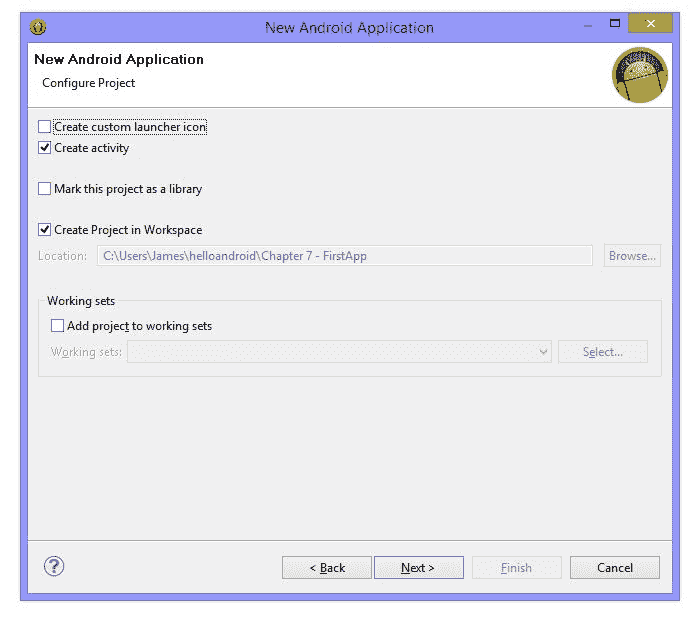 New Android Application
New Android Application
Configure Project
Create custom launcher icon
Create activity
Mark this project as a library
Create Project in Workspace
Location: C:\Users\James\helloandroid\Chapter 7 - FirstApp Browse...
Working sets
Add project to working sets
Working sets: Select...
? < Back Next > Finish Cancel